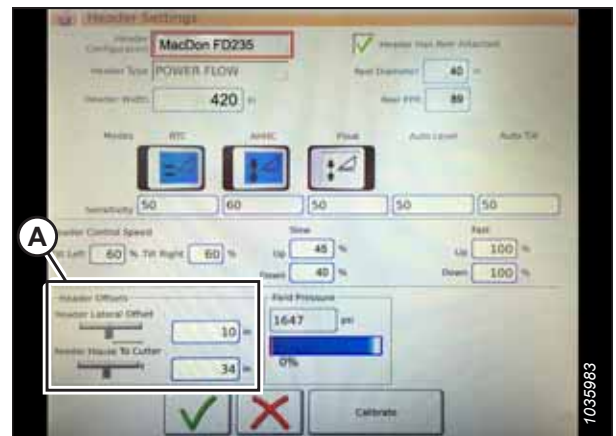 Header Settings
Header
Configuration
MacDon FD235
Header Has Reel Attached
Header Type
POWER FLOW
Reel Diameter
40
in
Header Width
420
in
Reel PPR
89
Modes
RTC
AHHC
Float
Auto Level
Auto Tilt
Sensitivity
50
60
50
50
50
Header Control Speed
Slow
Fast
A
Tilt Left
60
%
Tilt Right
60
%
Up
48
%
Up
100
%
Down
40
%
Down
100
%
Header Offsets
Header Lateral Offset
10
in
Feeder House To Cutter
34
in
Field Pressure
1647
psi
0%
Calibrate
1035983